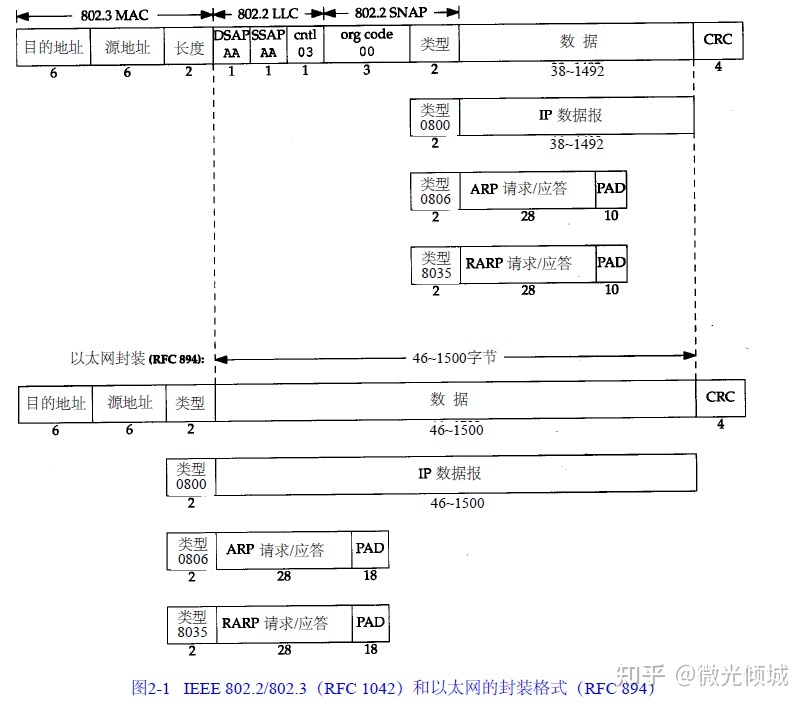 802.3 MAC 802.2 LLC 802.2 SNAP
目的地址 源地址 长度 DSAP AA SSAP AA cntl 03 org code 00 类型 数 据 CRC
6 6 2 1 1 1 3 2 38~1492 4
类型 0800 IP 数据报
2 38~1492
类型 0806 ARP 请求/应答 PAD
2 28 10
类型 8035 RARP 请求/应答 PAD
2 28 10
以太网封装(RFC 894): 46~1500字节
目的地址 源地址 类型 数 据 CRC
6 6 2 46~1500 4
类型 0800 IP 数据报
2 46~1500
类型 0806 ARP 请求/应答 PAD
2 28 18
类型 8035 RARP 请求/应答 PAD
2 28 18
图2-1 IEEE 802.2/802.3（RFC 1042）和以太网的封装格式（RFC 894）
知乎 @微光倾城